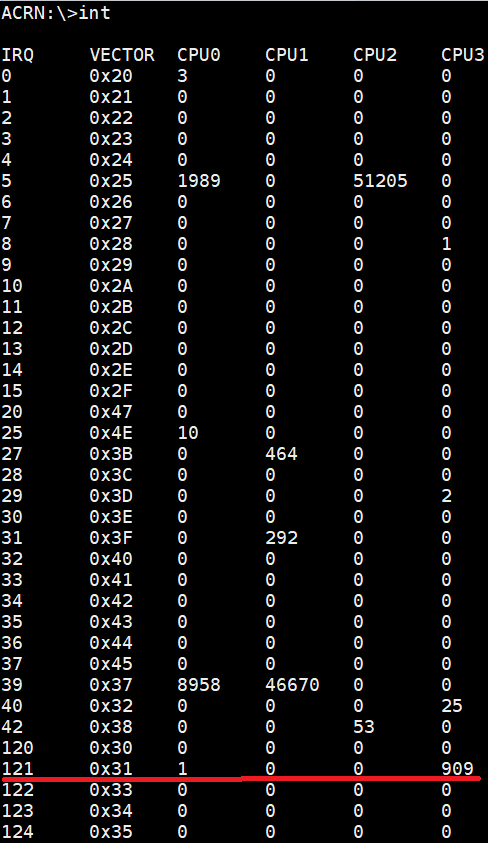 ACRN:\>int
IRQ VECTOR CPU0 CPU1 CPU2 CPU3
0 0x20 3 0 0 0
1 0x21 0 0 0 0
2 0x22 0 0 0 0
3 0x23 0 0 0 0
4 0x24 0 0 0 0
5 0x25 1989 0 51205 0
6 0x26 0 0 0 0
7 0x27 0 0 0 0
8 0x28 0 0 0 1
9 0x29 0 0 0 0
10 0x2A 0 0 0 0
11 0x2B 0 0 0 0
12 0x2C 0 0 0 0
13 0x2D 0 0 0 0
14 0x2E 0 0 0 0
15 0x2F 0 0 0 0
20 0x47 0 0 0 0
25 0x4E 10 0 0 0
27 0x3B 0 464 0 0
28 0x3C 0 0 0 0
29 0x3D 0 0 0 2
30 0x3E 0 0 0 0
31 0x3F 0 292 0 0
32 0x40 0 0 0 0
33 0x41 0 0 0 0
34 0x42 0 0 0 0
35 0x43 0 0 0 0
36 0x44 0 0 0 0
37 0x45 0 0 0 0
39 0x37 8958 46670 0 0
40 0x32 0 0 0 25
42 0x38 0 0 53 0
120 0x30 0 0 0 0
121 0x31 1 0 0 909
122 0x33 0 0 0 0
123 0x34 0 0 0 0
124 0x35 0 0 0 0